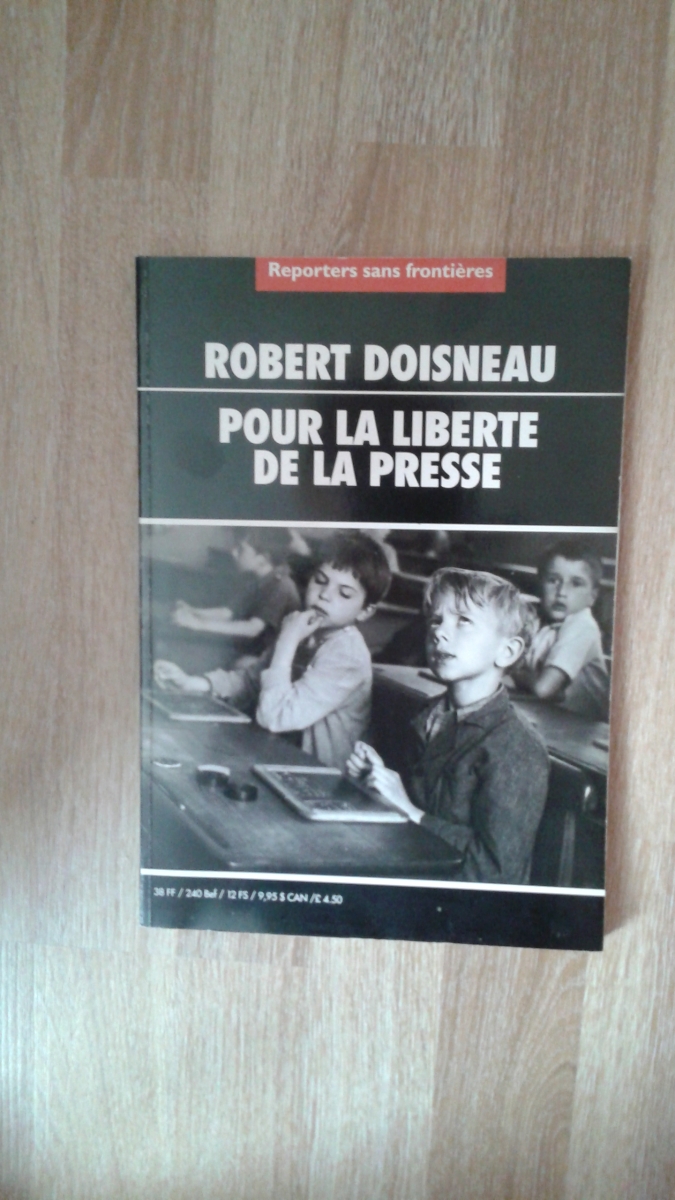 Reporters sans frontières
ROBERT DOISNEAU
POUR LA LIBERTE
DE LA PRESSE
38 FF / 240 Bef / 12 FS / 9,95 $ CAN /£ 4.50